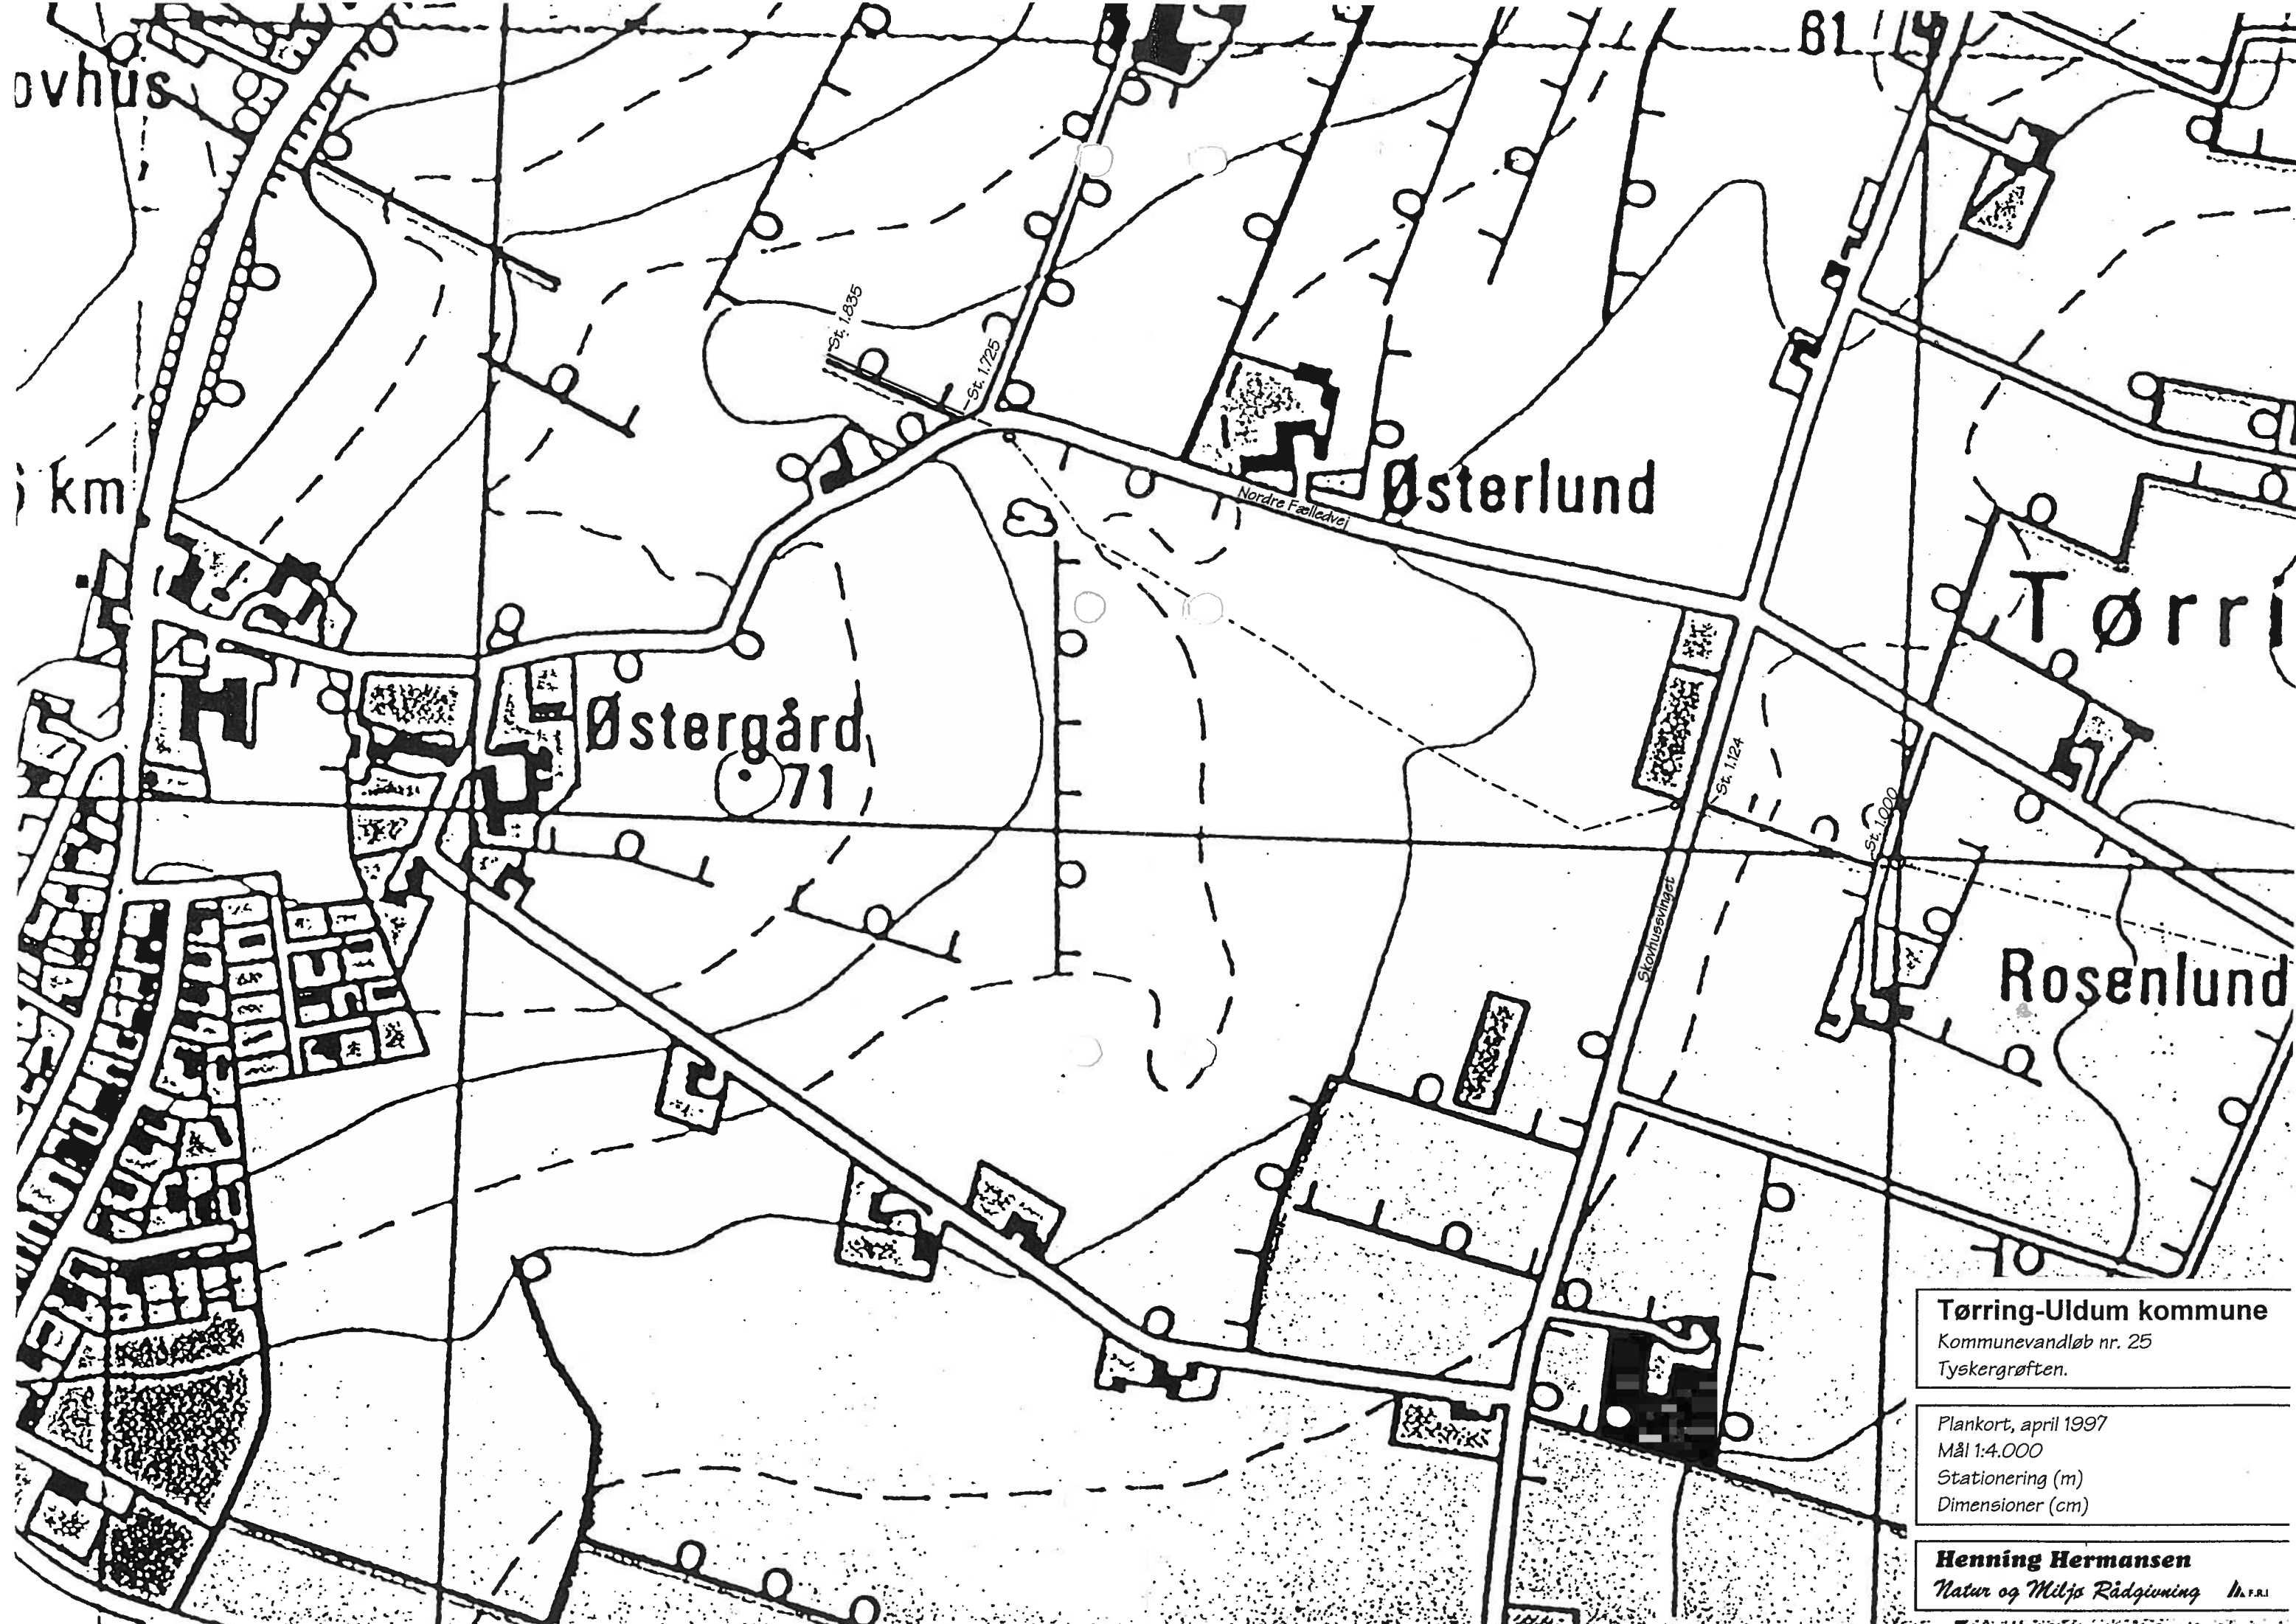 61
ovhus
St. 1.835
St. 1.725
km
Østerlund
Nordre Fælledvej
Tørri
Østergård
71
St. 1.124
St. 1.000
Skovhussvinget
Rosenlund
Tørring-Uldum kommune
Kommunevandløb nr. 25
Tyskergrøften.
Plankort, april 1997
Mål 1:4.000
Stationering (m)
Dimensioner (cm)
Henning Hermansen
Natur og Miljø Rådgivning
F.R.I